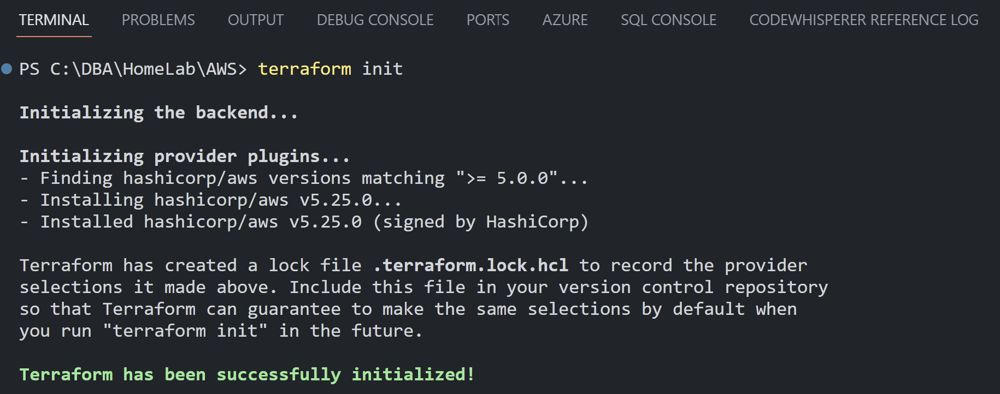 TERMINAL PROBLEMS OUTPUT DEBUG CONSOLE PORTS AZURE SQL CONSOLE CODEWHISPERER REFERENCE LOG
PS C:\DBA\HomeLab\AWS> terraform init
Initializing the backend...
Initializing provider plugins...
- Finding hashicorp/aws versions matching ">= 5.0.0"...
- Installing hashicorp/aws v5.25.0...
- Installed hashicorp/aws v5.25.0 (signed by HashiCorp)
Terraform has created a lock file .terraform.lock.hcl to record the provider
selections it made above. Include this file in your version control repository
so that Terraform can guarantee to make the same selections by default when
you run "terraform init" in the future.
Terraform has been successfully initialized!